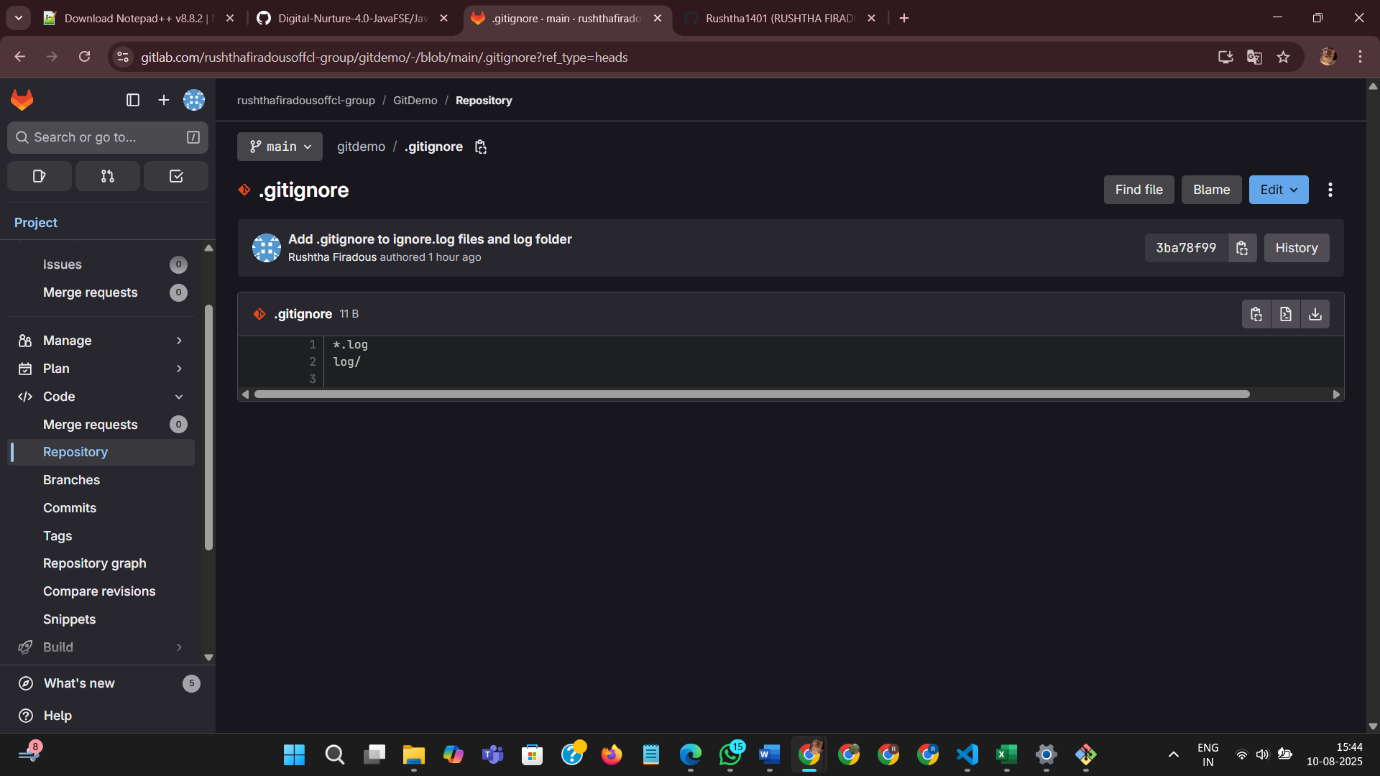 Download Notepad++ v8.8.2 |
Digital-Nurture-4.0-JavaFSE/Jav
.gitignore · main · rushthafirado
Rushtha1401 (RUSHTHA FIRAD
gitlab.com/rushthafiradousoffcl-group/gitdemo/-/blob/main/.gitignore?ref_type=heads
rushthafiradousoffcl-group / GitDemo / Repository
Search or go to... /
main
gitdemo / .gitignore
.gitignore
Find file
Blame
Edit
Project
Add .gitignore to ignore.log files and log folder
Rushtha Firadous authored 1 hour ago
3ba78f99
History
Issues 0
Merge requests 0
Manage
Plan
Code
Merge requests 0
Repository
Branches
Commits
Tags
Repository graph
Compare revisions
Snippets
Build
What's new 5
Help
.gitignore 11 B
1 *.log
2 log/
3
8
15
ENG
IN
15:44
10-08-2025